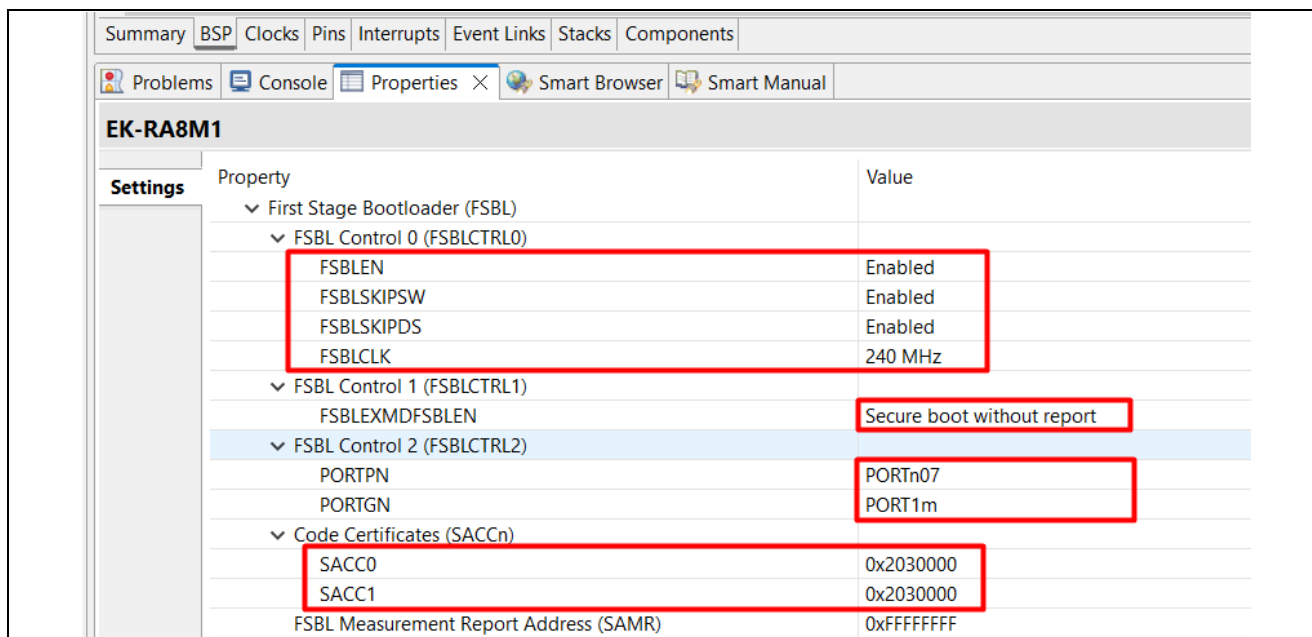 Summary BSP Clocks Pins Interrupts Event Links Stacks Components
Problems Console Properties Smart Browser Smart Manual
EK-RA8M1
Settings Property Value
First Stage Bootloader (FSBL)
FSBL Control 0 (FSBLCTRL0)
FSBLEN Enabled
FSBLSKIPSW Enabled
FSBLSKIPDS Enabled
FSBLCLK 240 MHz
FSBL Control 1 (FSBLCTRL1)
FSBLEXMDFSBLEN Secure boot without report
FSBL Control 2 (FSBLCTRL2)
PORTPN PORTn07
PORTGN PORT1m
Code Certificates (SACCn)
SACC0 0x2030000
SACC1 0x2030000
FSBL Measurement Report Address (SAMR) 0xFFFFFFFF